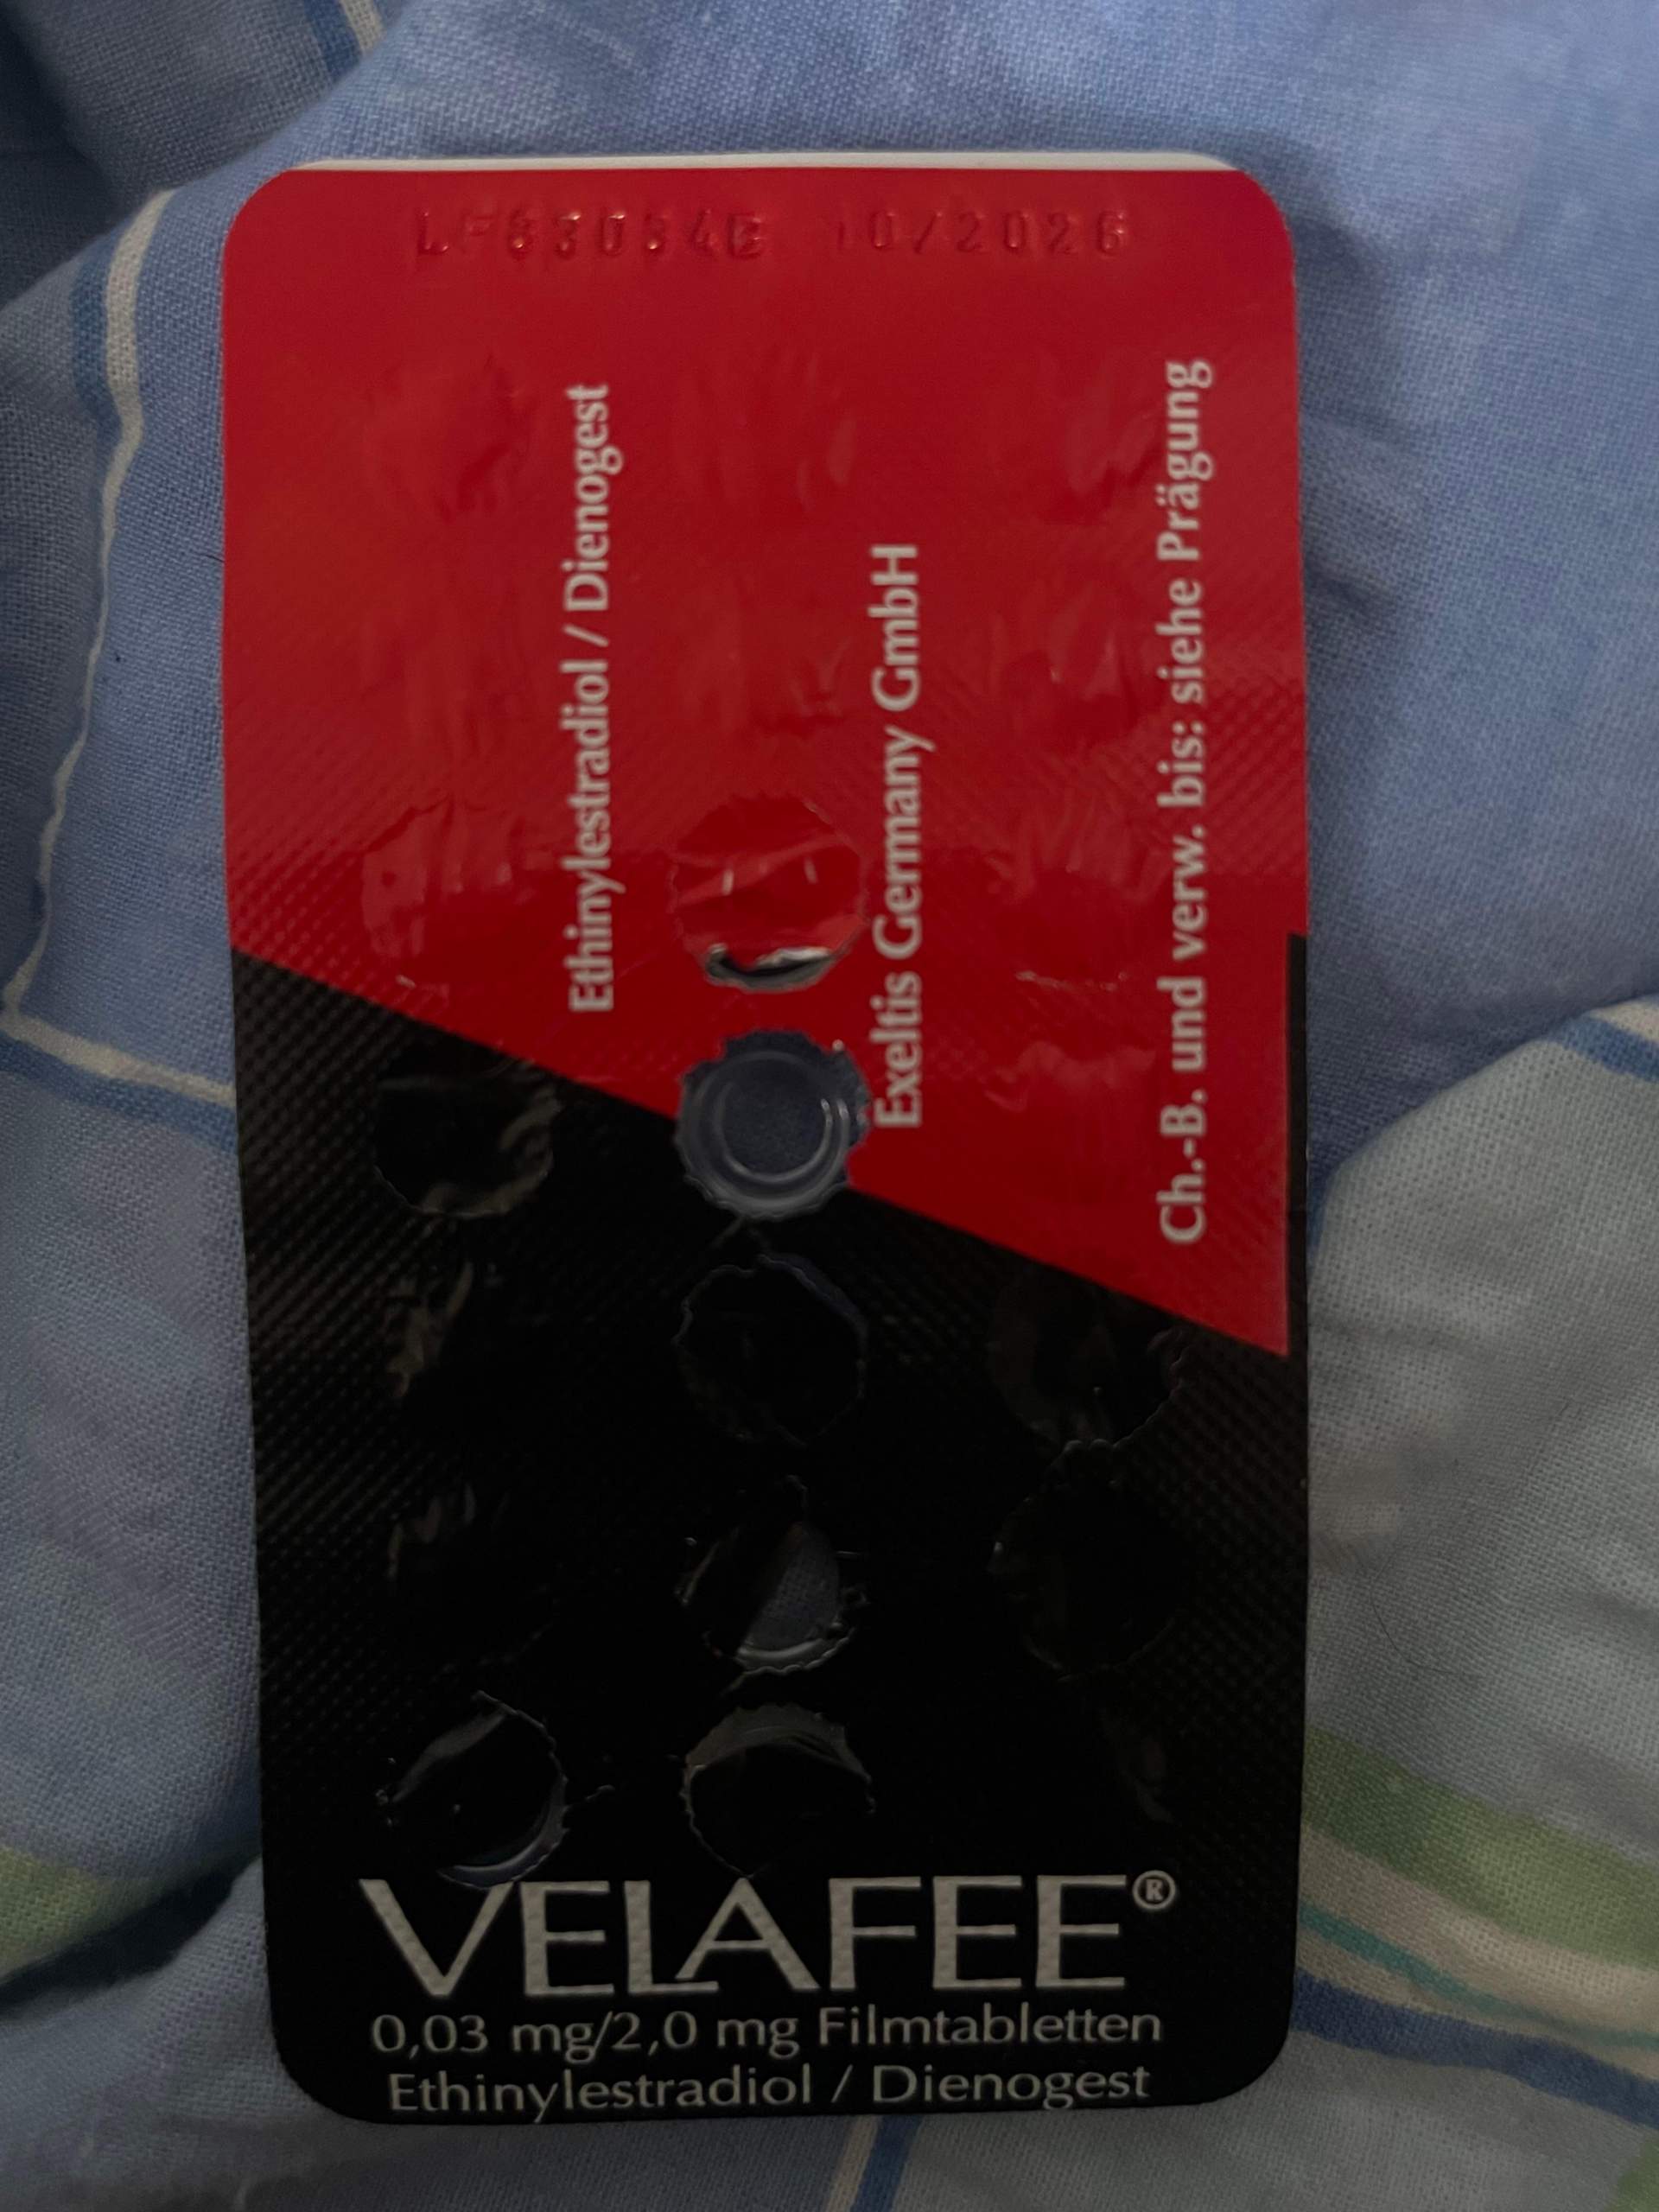 10/2026
Ethinylestradiol / Dienogest
Exeltis Germany GmbH
Ch.-B. und verw. bis: siehe Prägung
VELAFEE®
0,03 mg/2,0 mg Filmtabletten
Ethinylestradiol / Dienogest